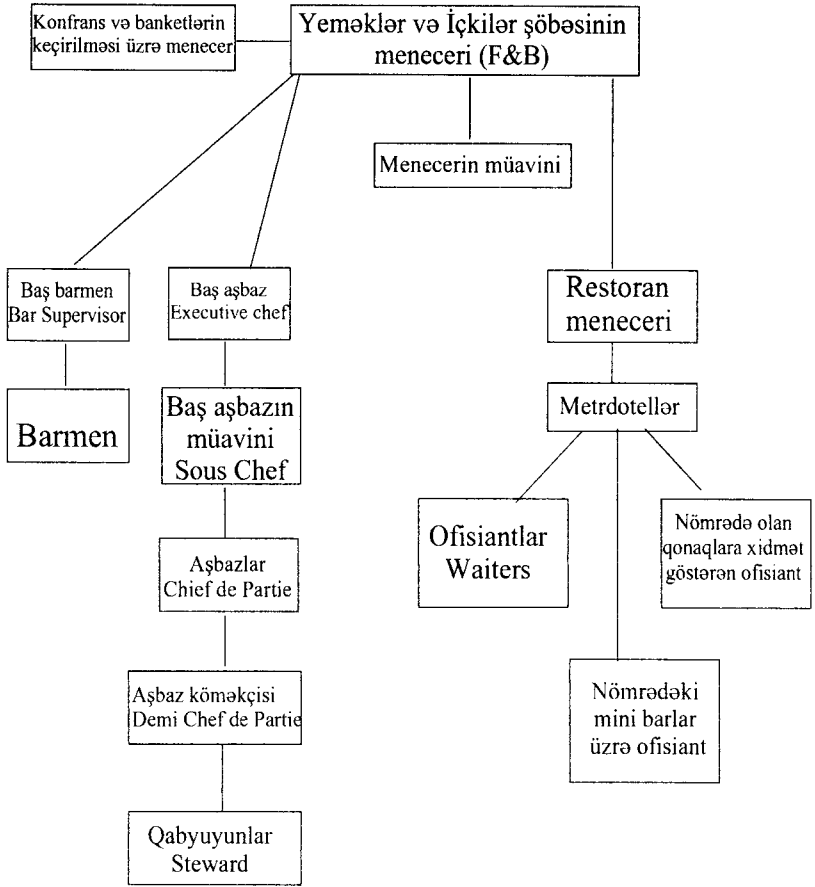 Konfrans və banketlərin
keçirilməsi üzrə menecer
Yeməklər və İçkilər şöbəsinin
meneceri (F&B)
Menecerin müavini
Baş barmen
Bar Supervisor
Baş aşbaz
Executive chef
Restoran
meneceri
Barmen
Baş aşbazın
müavini
Sous Chef
Metrdotellər
Ofisiantlar
Waiters
Nömrədə olan
qonaqlara xidmət
göstərən ofisiant
Aşbazlar
Chief de Partie
Aşbaz köməkçisi
Demi Chef de Partie
Nömrədəki
mini barlar
üzrə ofisiant
Qabyuyunlar
Steward